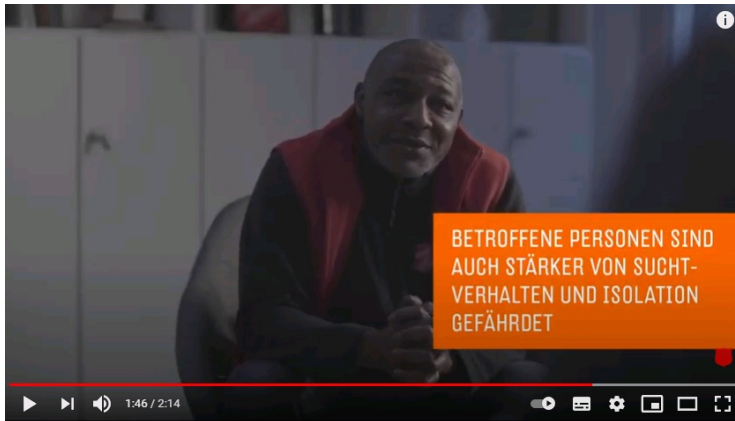 BETROFFENE PERSONEN SIND
AUCH STÄRKER VON SUCHT-
VERHALTEN UND ISOLATION
GEFÄHRDET
1:46 / 2:14